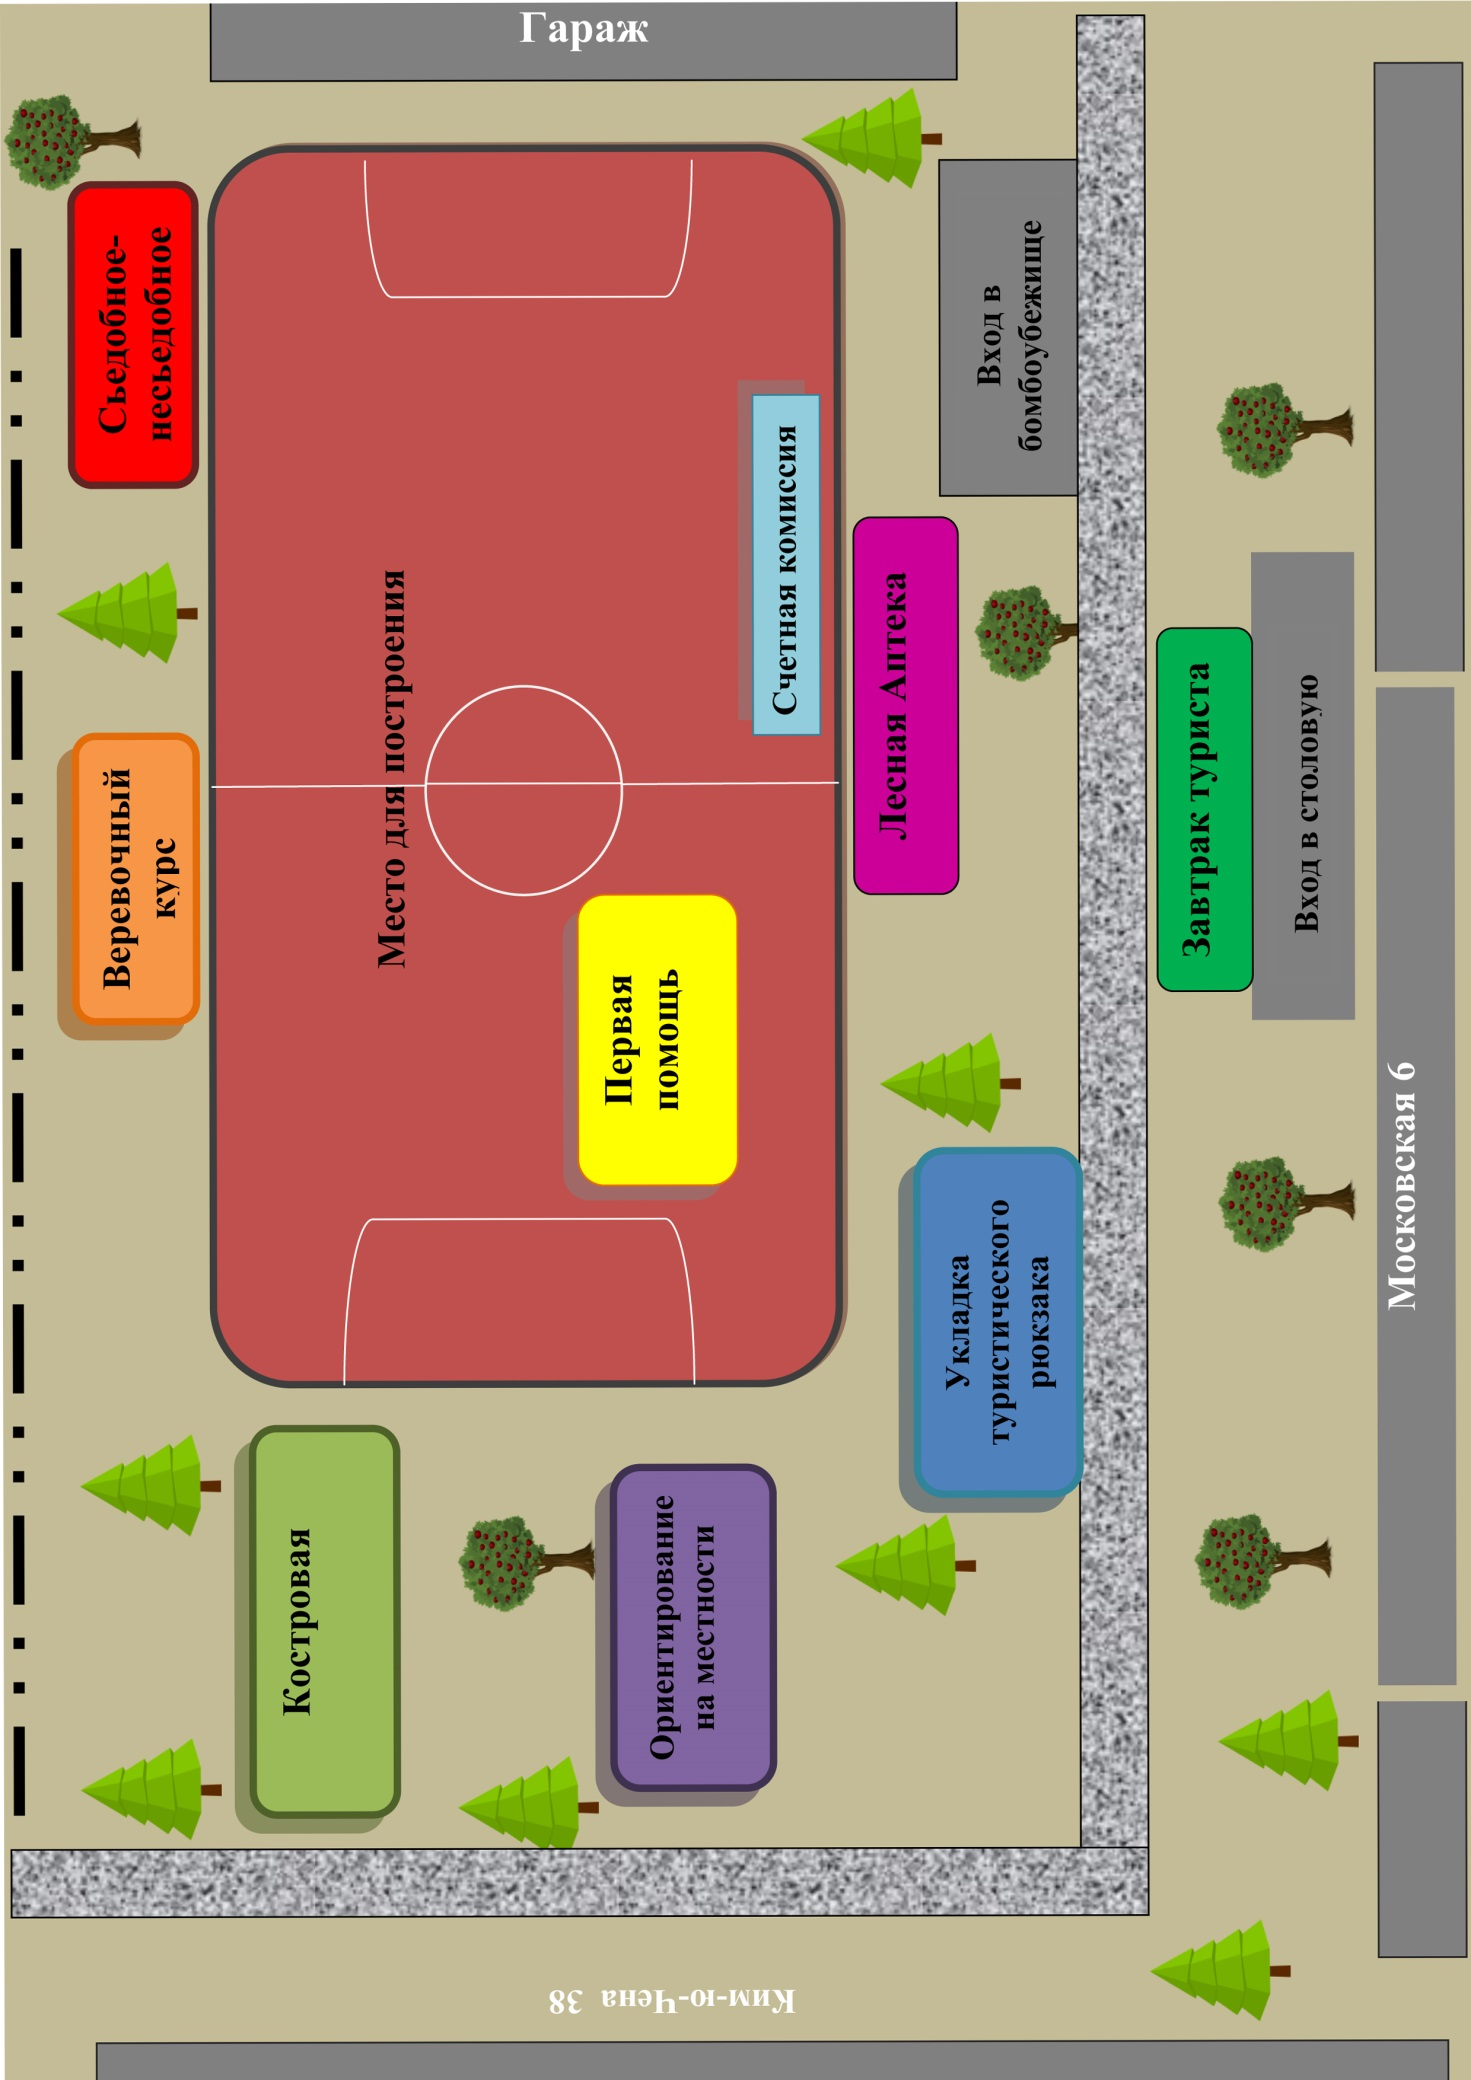 Гараж
Сьедобное-
несьедобное
Веревочный
курс
Место для построения
Счетная комиссия
Вход в
бомбоубежище
Лесная Аптека
Первая
помощь
Завтрак туриста
Вход в столовую
Укладка
туристического
рюкзака
Московская 6
Костровая
Ориентирование
на местности
Ким-ю-Чена 38